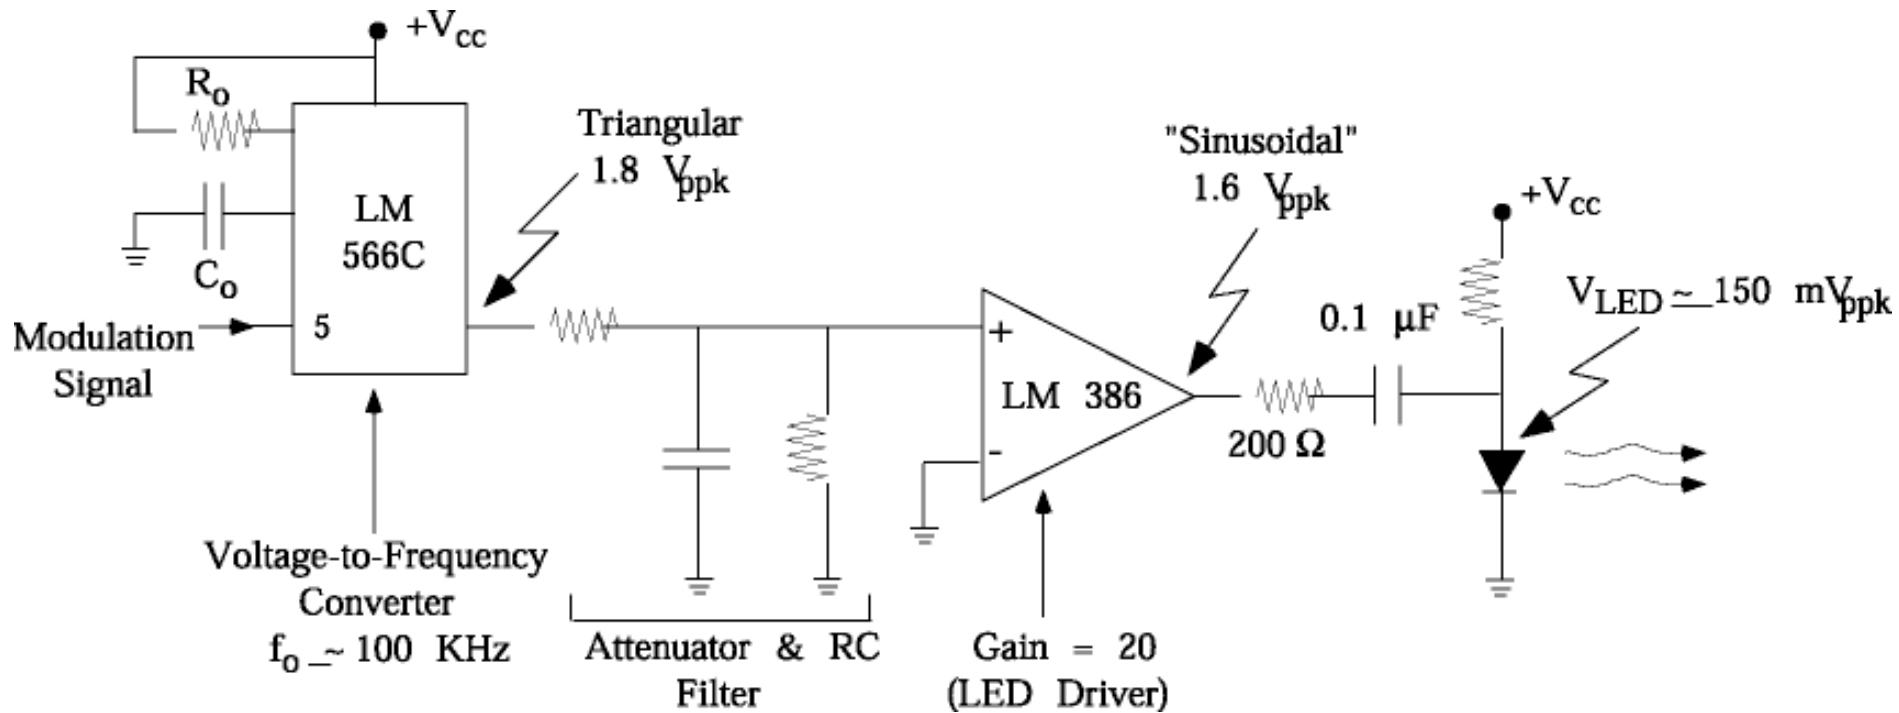 +Vcc
Ro
LM
566C
Co
5
Modulation
Signal
Voltage-to-Frequency
Converter
fo ~ 100 KHz
Triangular
1.8 Vppk
Attenuator & RC
Filter
+
LM 386
-
Gain = 20
(LED Driver)
"Sinusoidal"
1.6 Vppk
200 Ω
0.1 µF
+Vcc
VLED ~ 150 mVppk